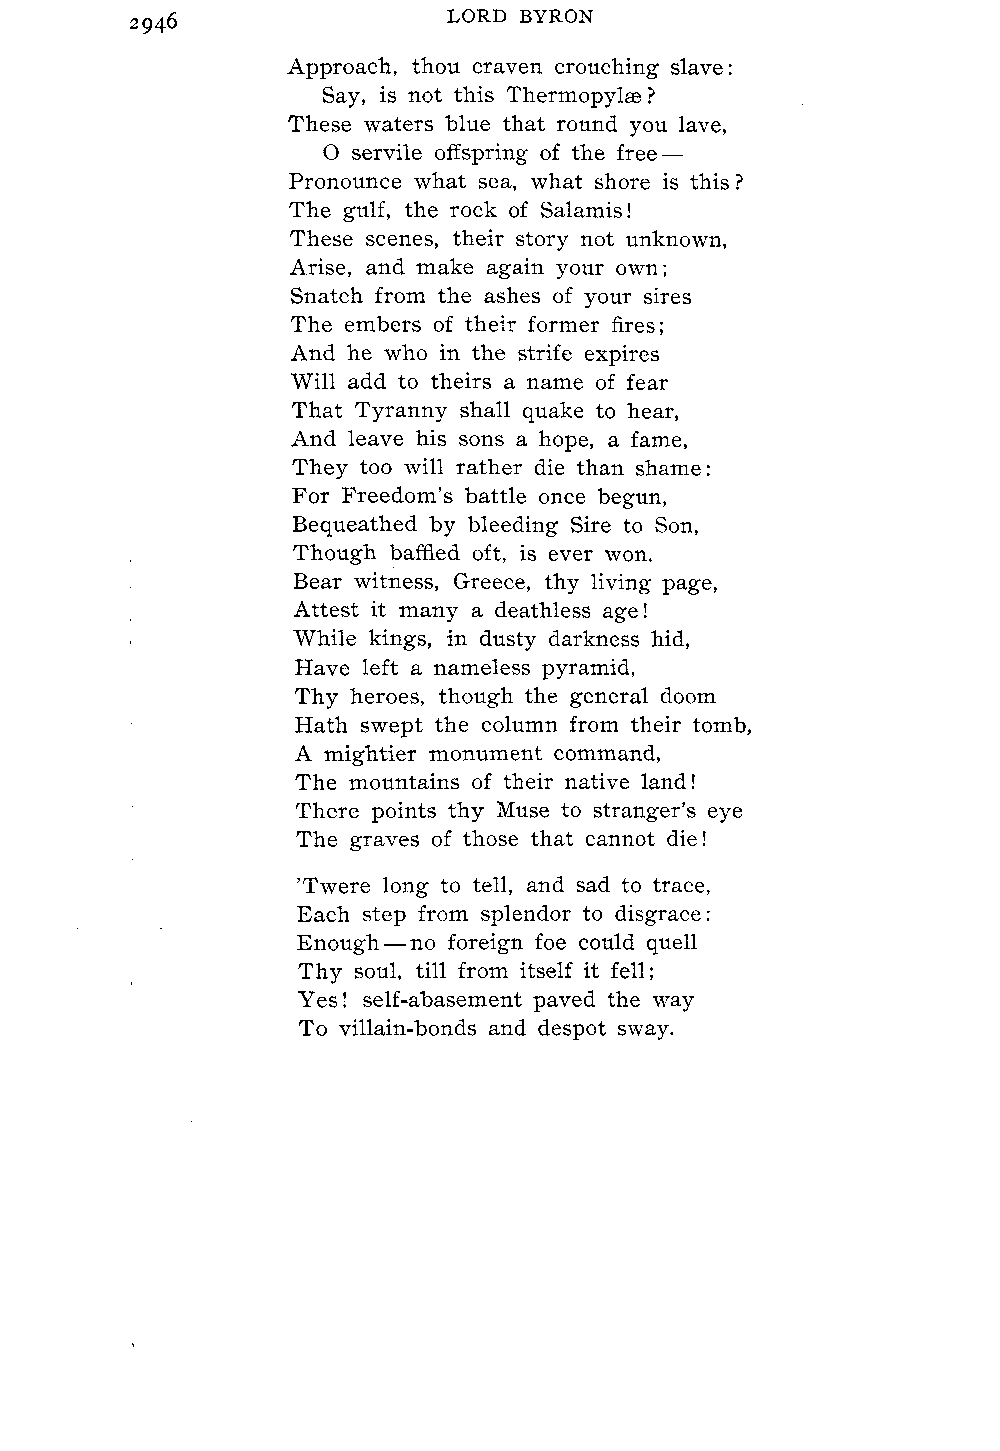 2946
LORD BYRON
Approach, thou craven crouching slave:
Say, is not this Thermopylæ?
These waters blue that round you lave,
O servile offspring of the free—
Pronounce what sea, what shore is this?
The gulf, the rock of Salamis!
These scenes, their story not unknown,
Arise, and make again your own;
Snatch from the ashes of your sires
The embers of their former fires;
And he who in the strife expires
Will add to theirs a name of fear
That Tyranny shall quake to hear,
And leave his sons a hope, a fame,
They too will rather die than shame:
For Freedom's battle once begun,
Bequeathed by bleeding Sire to Son,
Though baffled oft, is ever won.
Bear witness, Greece, thy living page,
Attest it many a deathless age!
While kings, in dusty darkness hid,
Have left a nameless pyramid,
Thy heroes, though the general doom
Hath swept the column from their tomb,
A mightier monument command,
The mountains of their native land!
There points thy Muse to stranger's eye
The graves of those that cannot die!
'Twere long to tell, and sad to trace,
Each step from splendor to disgrace:
Enough—no foreign foe could quell
Thy soul, till from itself it fell;
Yes! self-abasement paved the way
To villain-bonds and despot sway.